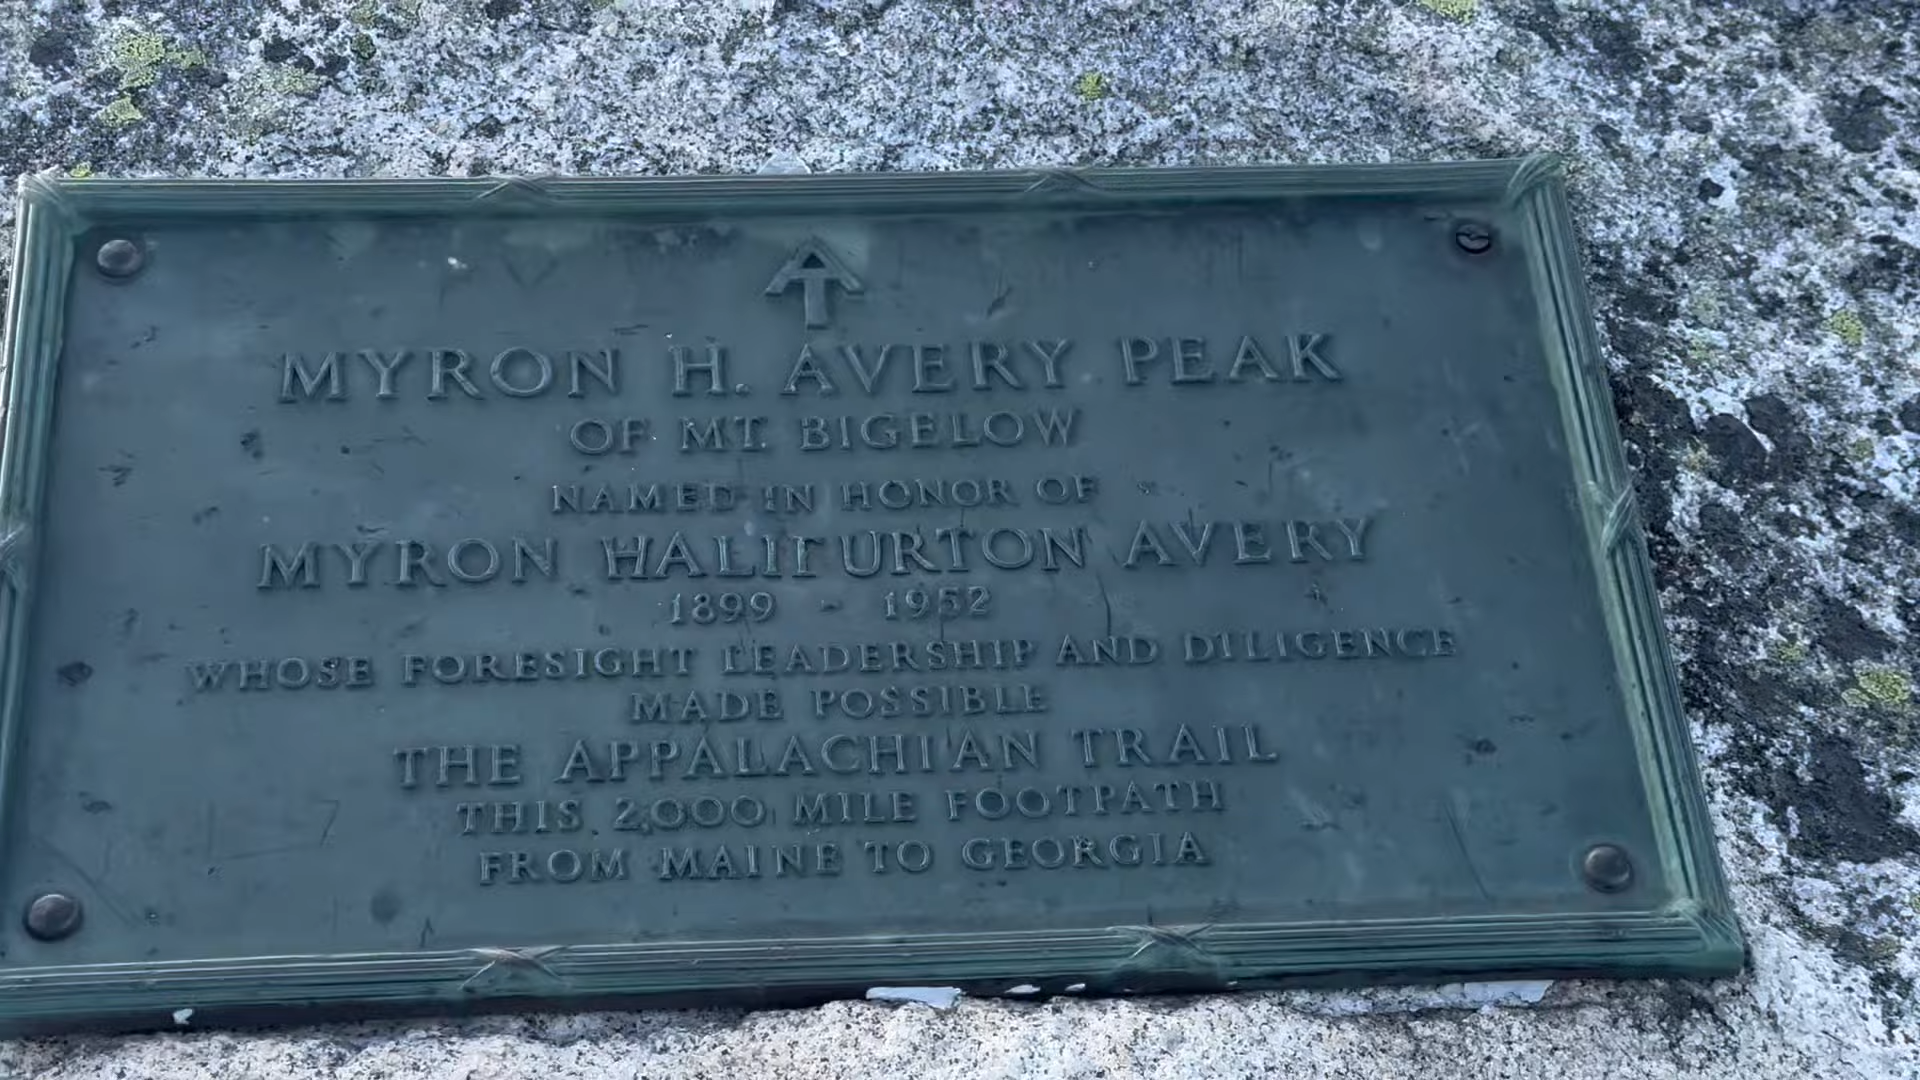 MYRON H. AVERY PEAK
OF MT. BIGELOW
NAMED IN HONOR OF
MYRON HALIBURTON AVERY
1899 - 1952
WHOSE FORESIGHT LEADERSHIP AND DILIGENCE
MADE POSSIBLE
THE APPALACHIAN TRAIL
THIS 2,000 MILE FOOTPATH
FROM MAINE TO GEORGIA